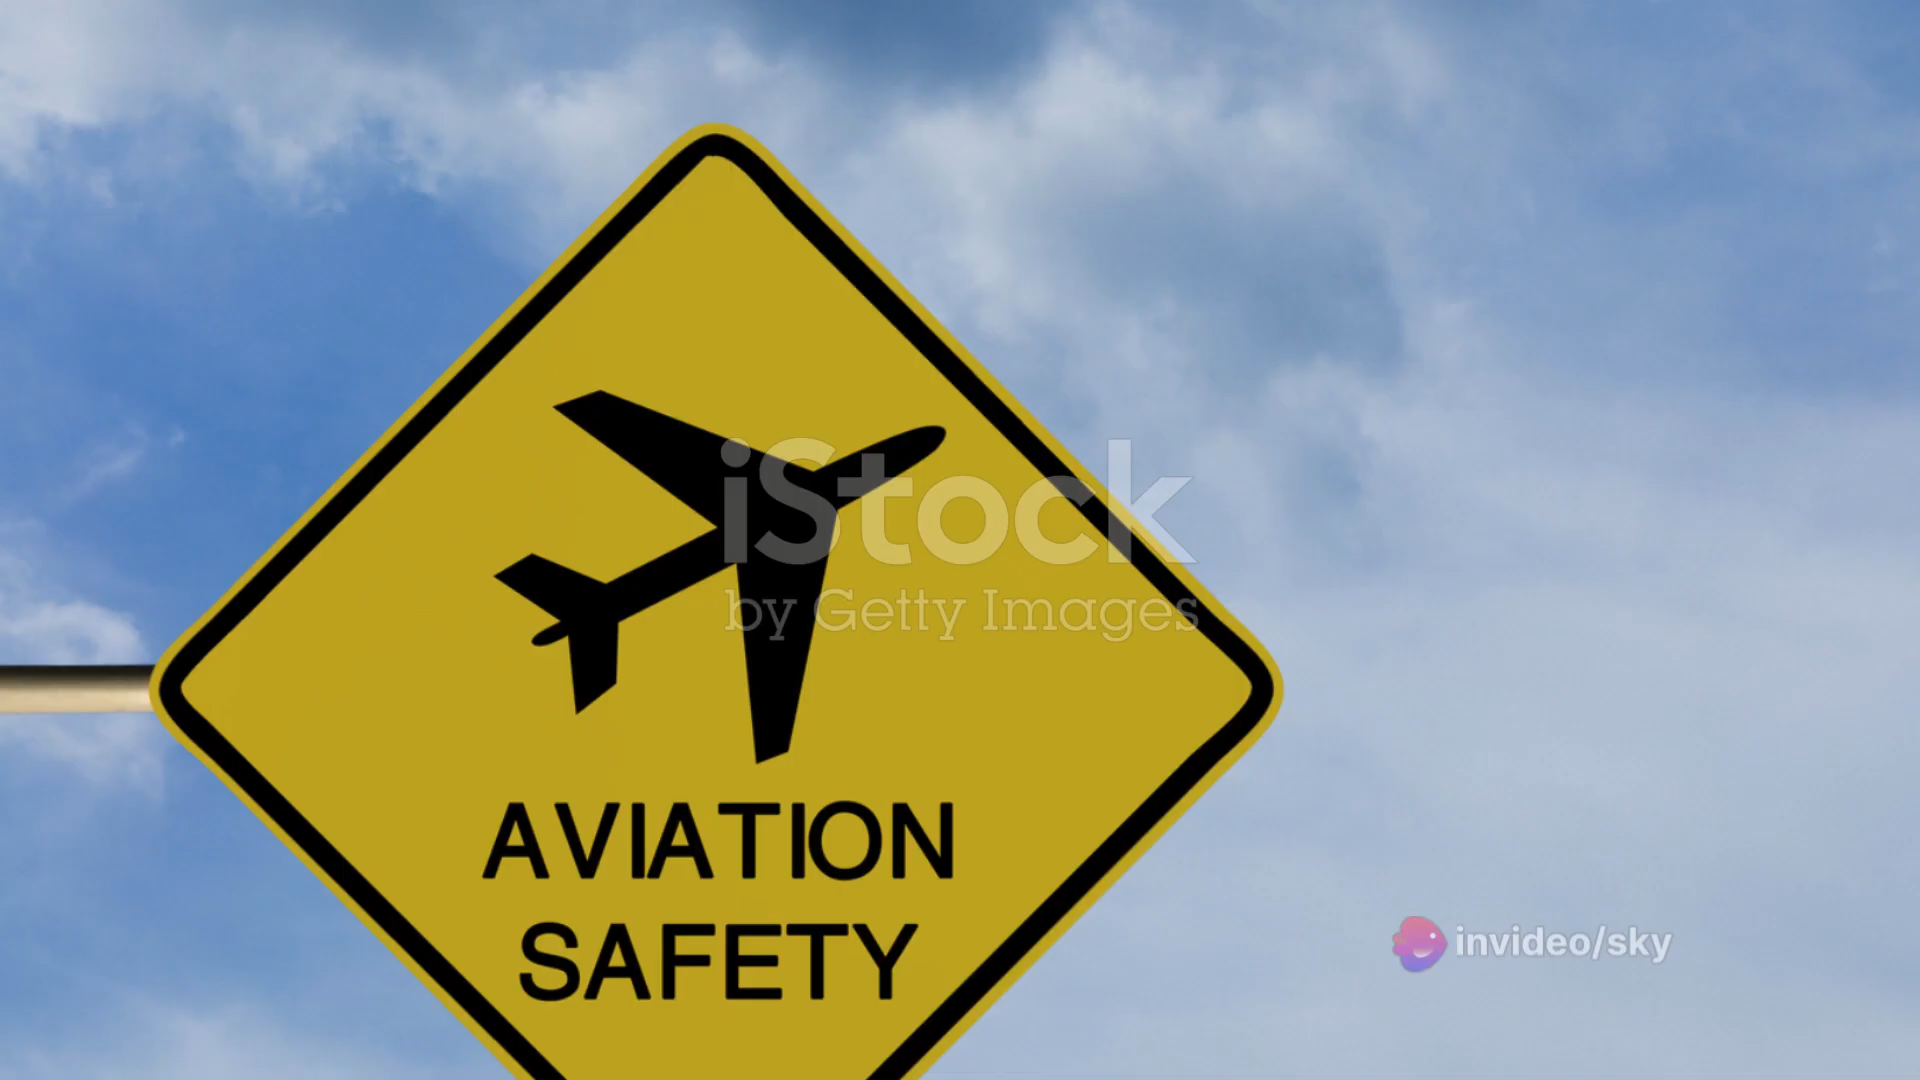 iStock
by Getty Images
AVIATION
SAFETY
invideo/sky